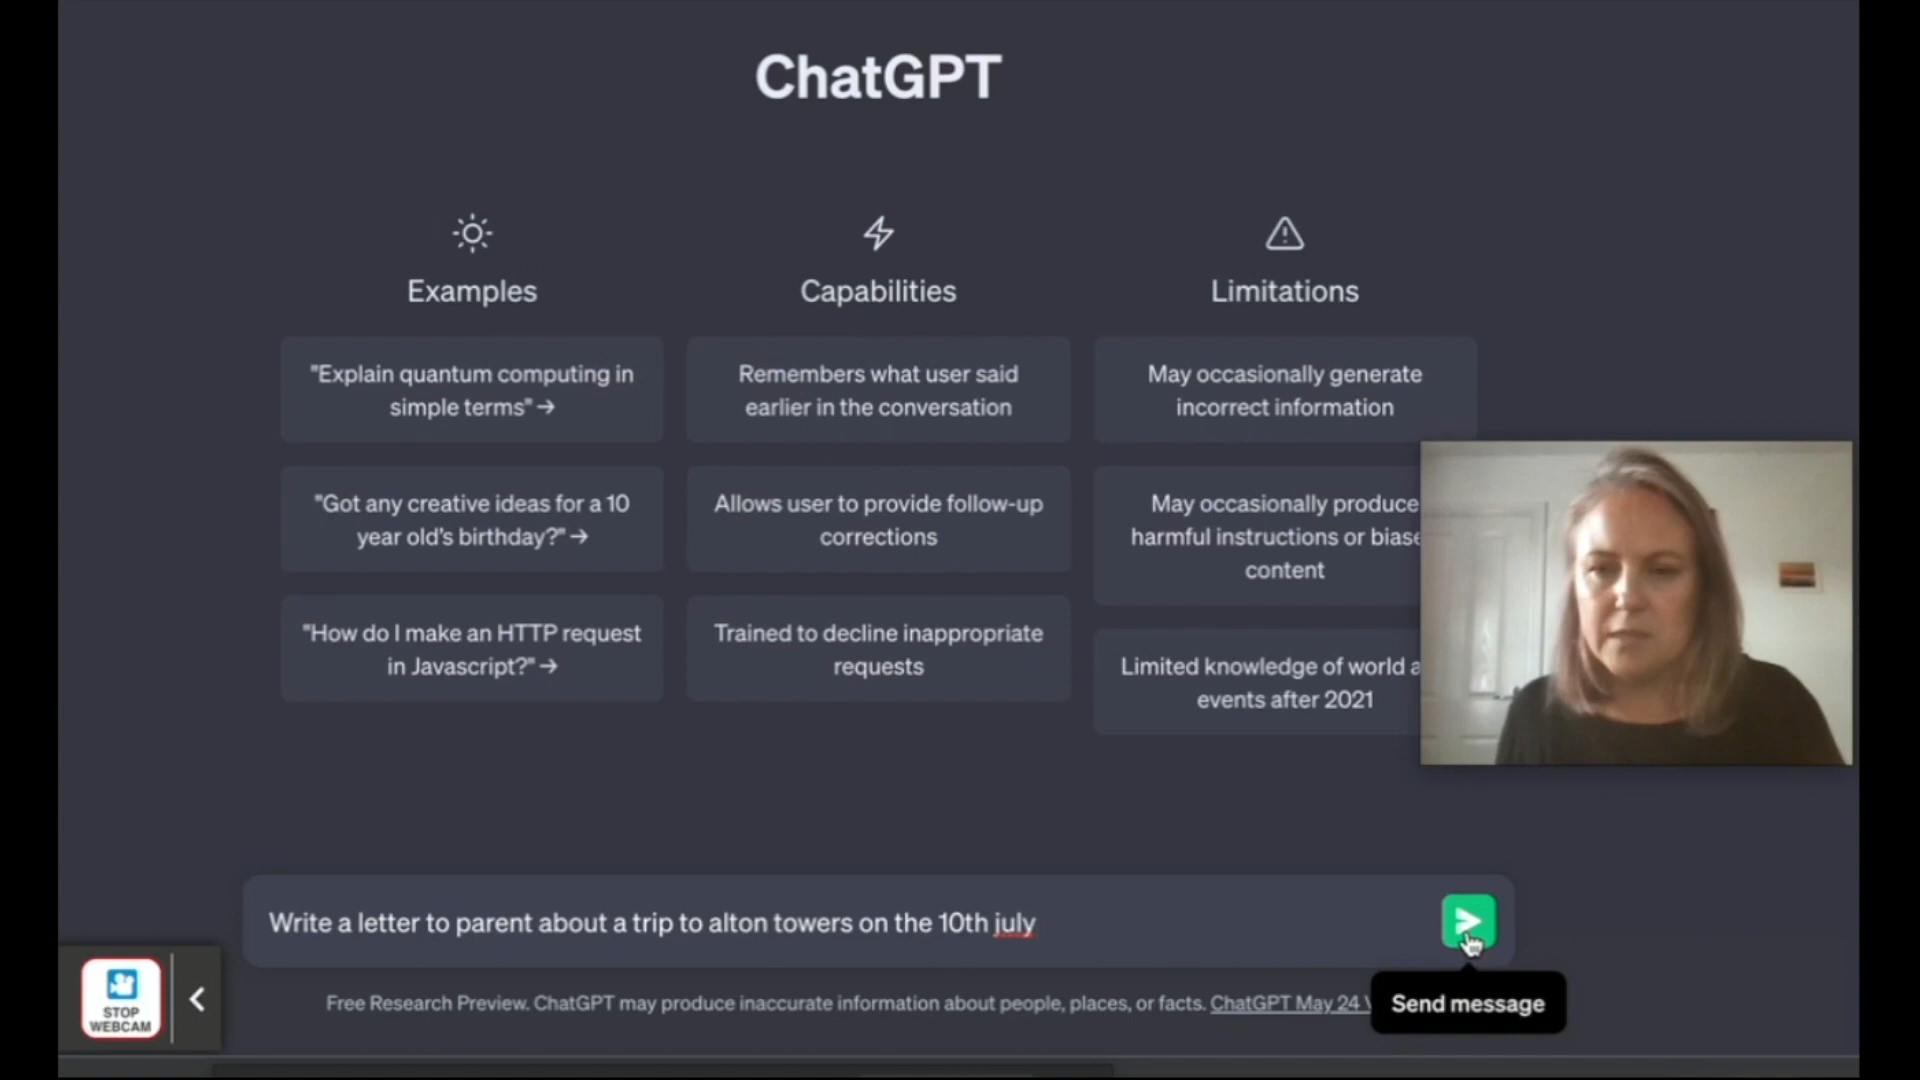 ChatGPT
Examples
Capabilities
Limitations
"Explain quantum computing in
simple terms" →
Remembers what user said
earlier in the conversation
May occasionally generate
incorrect information
"Got any creative ideas for a 10
year old's birthday?" →
Allows user to provide follow-up
corrections
May occasionally produce
harmful instructions or biase
content
"How do I make an HTTP request
in Javascript?" →
Trained to decline inappropriate
requests
Limited knowledge of world a
events after 2021
Write a letter to parent about a trip to alton towers on the 10th july
Free Research Preview. ChatGPT may produce inaccurate information about people, places, or facts. ChatGPT May 24 V
Send message
STOP
WEBCAM